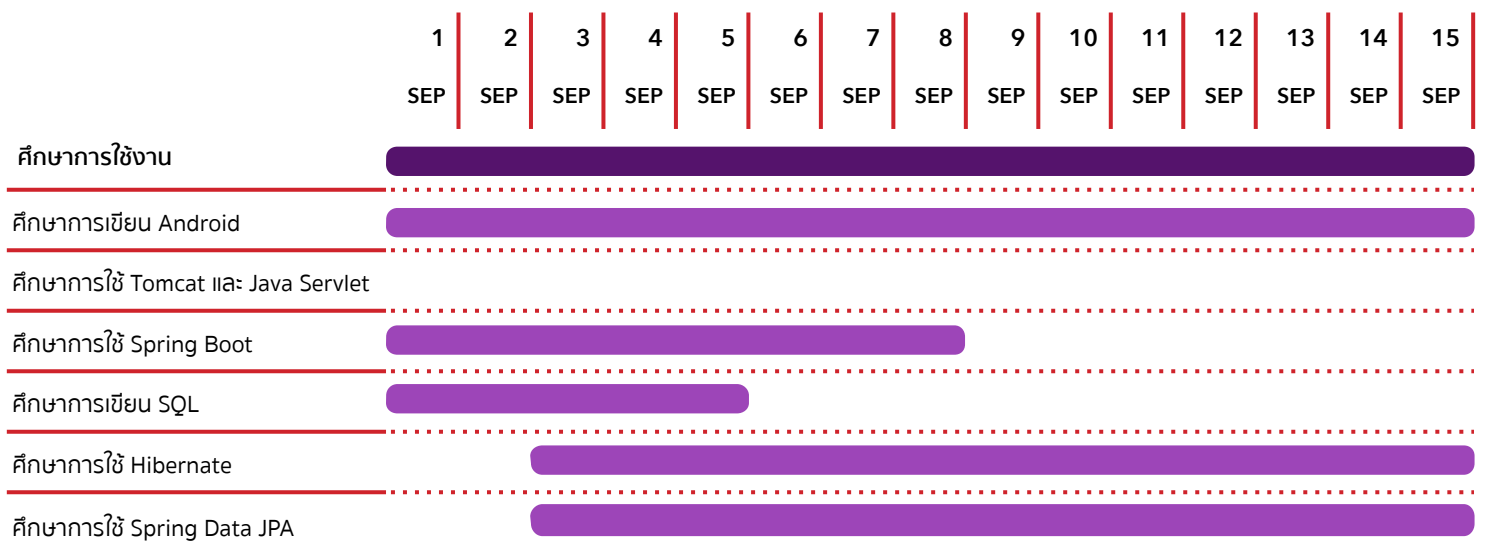 1 2 3 4 5 6 7 8 9 10 11 12 13 14 15
SEP SEP SEP SEP SEP SEP SEP SEP SEP SEP SEP SEP SEP SEP SEP
ศึกษาการใช้งาน
ศึกษาการเขียน Android
ศึกษาการใช้ Tomcat และ Java Servlet
ศึกษาการใช้ Spring Boot
ศึกษาการเขียน SQL
ศึกษาการใช้ Hibernate
ศึกษาการใช้ Spring Data JPA